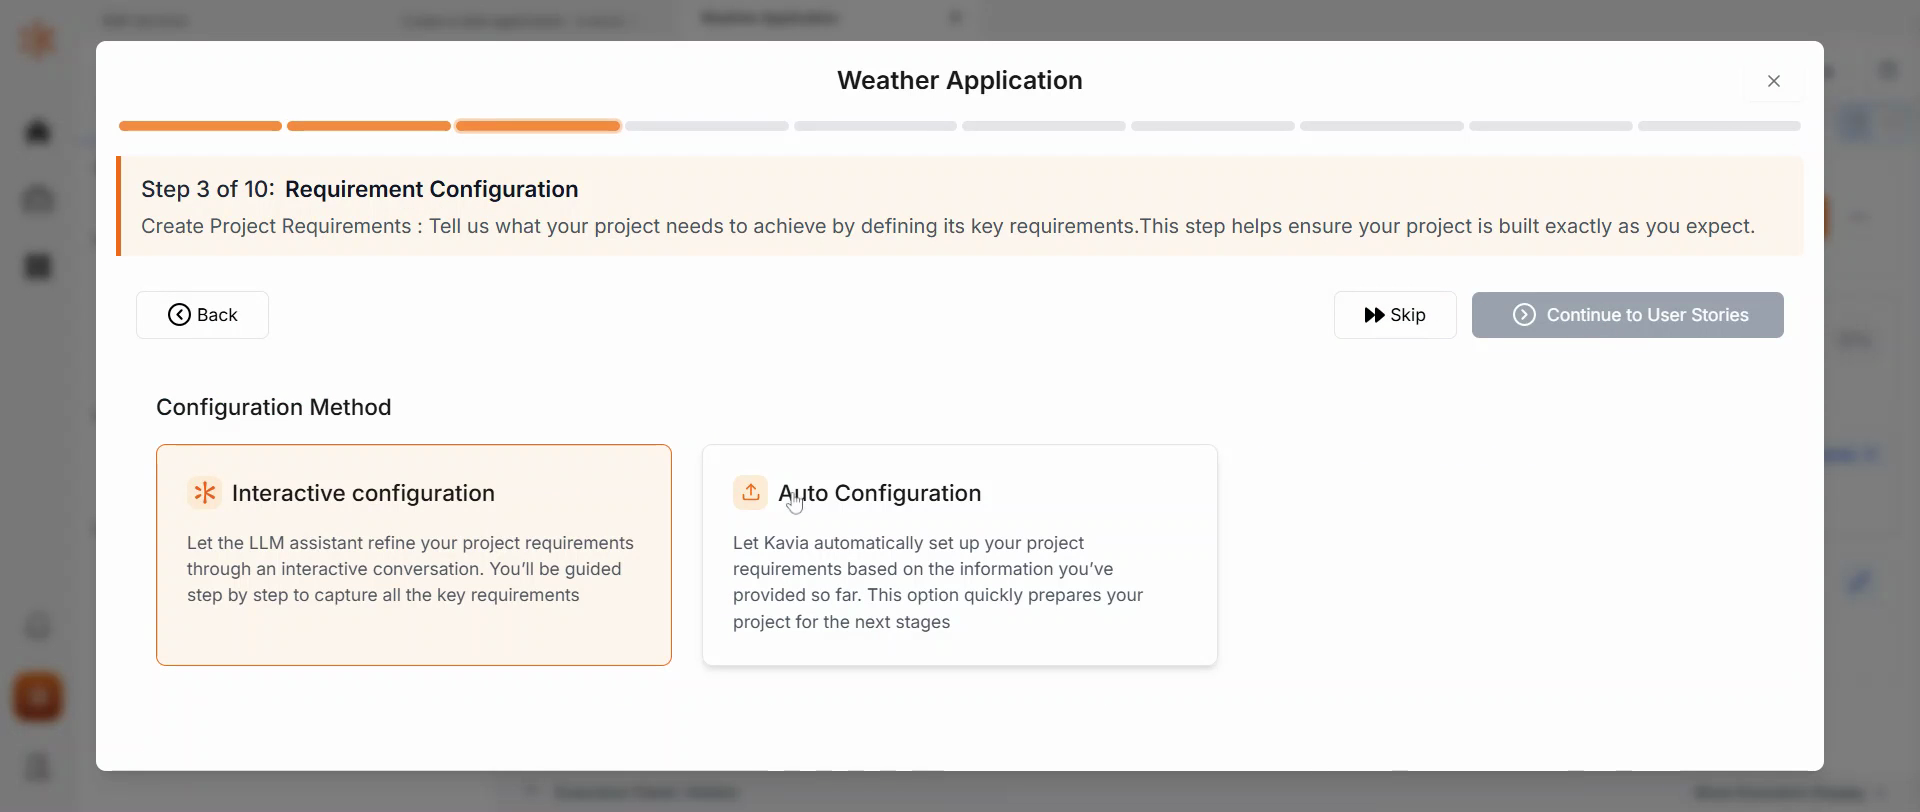 Weather Application
Step 3 of 10: Requirement Configuration
Create Project Requirements : Tell us what your project needs to achieve by defining its key requirements.This step helps ensure your project is built exactly as you expect.
Back
Skip
Continue to User Stories
Configuration Method
Interactive configuration
Let the LLM assistant refine your project requirements
through an interactive conversation. You’ll be guided
step by step to capture all the key requirements
Auto Configuration
Let Kavia automatically set up your project
requirements based on the information you’ve
provided so far. This option quickly prepares your
project for the next stages